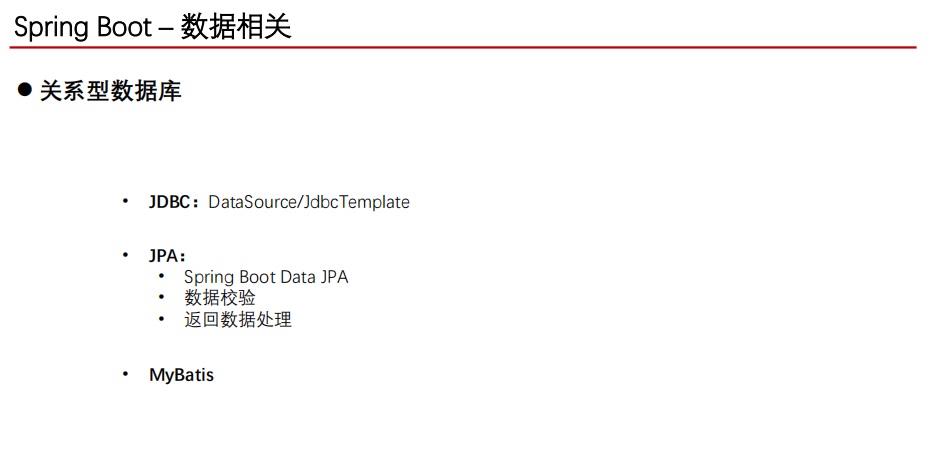 Spring Boot – 数据相关
● 关系型数据库
• JDBC：DataSource/JdbcTemplate
• JPA：
• Spring Boot Data JPA
• 数据校验
• 返回数据处理
• MyBatis